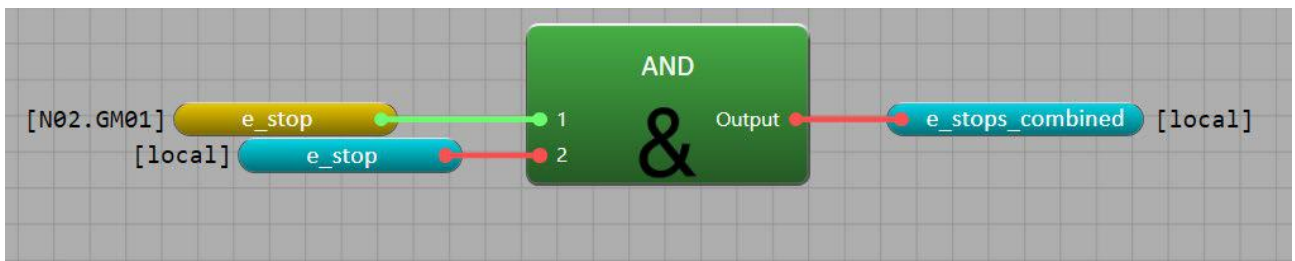 AND
[N02.GM01] e_stop 1 & Output e_stops_combined [local]
[local] e_stop 2